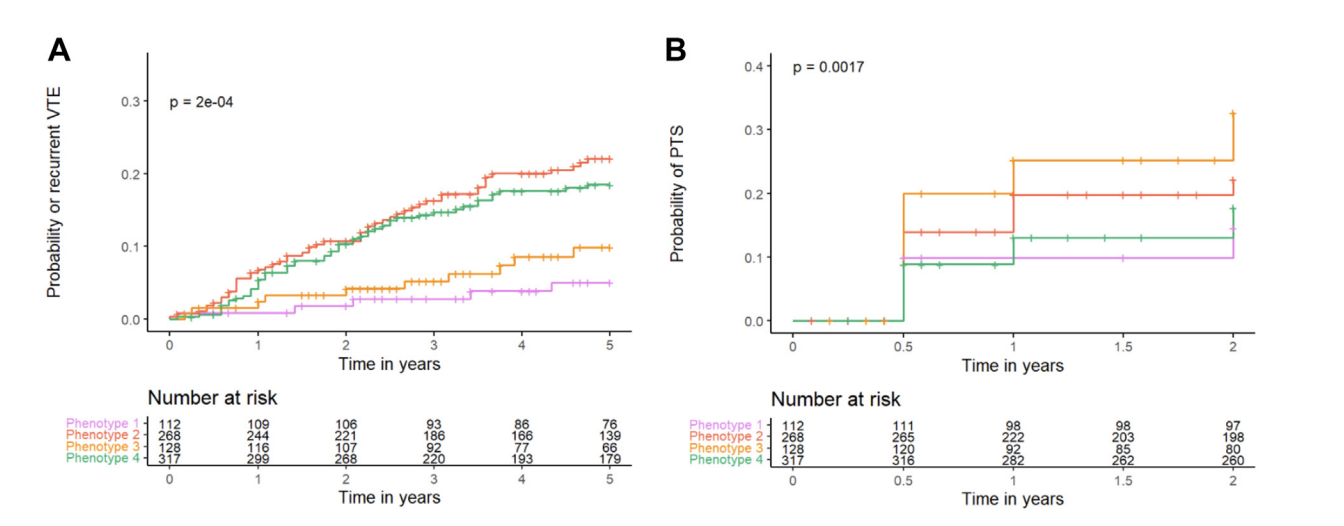 A
Probability or recurrent VTE
p = 2e-04
0.3
0.2
0.1
0.0
0 1 2 3 4 5
Time in years
Number at risk
Phenotype 1 112 109 106 93 86 76
Phenotype 2 268 244 221 186 166 139
Phenotype 3 128 116 107 92 77 66
Phenotype 4 317 299 268 220 193 179
0 1 2 3 4 5
Time in years
B
Probability of PTS
p = 0.0017
0.4
0.3
0.2
0.1
0.0
0 0.5 1 1.5 2
Time in years
Number at risk
Phenotype 1 112 111 98 98 97
Phenotype 2 268 265 222 203 198
Phenotype 3 128 120 92 85 80
Phenotype 4 317 316 282 262 260
0 0.5 1 1.5 2
Time in years